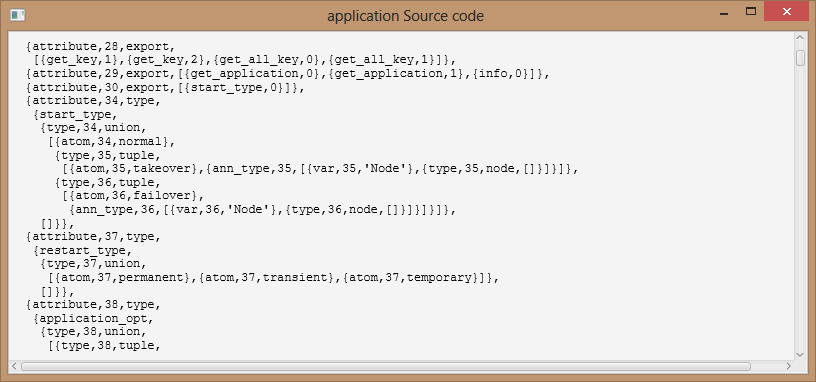 application Source code
{attribute,28,export,
[{get_key,1},{get_key,2},{get_all_key,0},{get_all_key,1}]},
{attribute,29,export,[{get_application,0},{get_application,1},{info,0}]},
{attribute,30,export,[{start_type,0}]},
{attribute,34,type,
{start_type,
{type,34,union,
[{atom,34,normal},
{type,35,tuple,
[{atom,35,takeover},{ann_type,35,[{var,35,'Node'},{type,35,node,[]}]}]},
{type,36,tuple,
[{atom,36,failover},
{ann_type,36,[{var,36,'Node'},{type,36,node,[]}]}]}]},
[]}},
{attribute,37,type,
{restart_type,
{type,37,union,
[{atom,37,permanent},{atom,37,transient},{atom,37,temporary}]},
[]}},
{attribute,38,type,
{application_opt,
{type,38,union,
[{type,38,tuple,